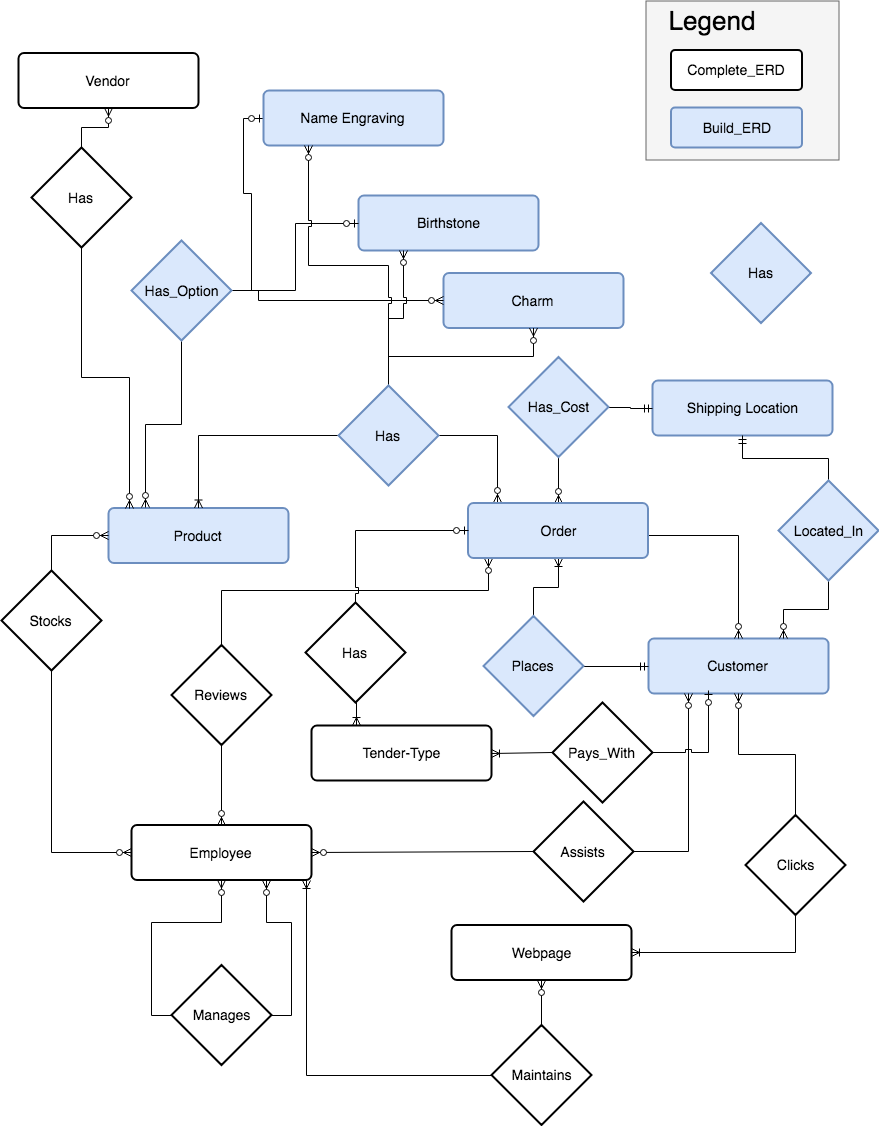 Legend
Complete_ERD
Build_ERD
Vendor
Name Engraving
Has
Birthstone
Has_Option
Charm
Has
Has_Cost
Shipping Location
Has
Product
Order
Located_In
Stocks
Reviews
Has
Places
Customer
Tender-Type
Pays_With
Employee
Assists
Clicks
Webpage
Manages
Maintains